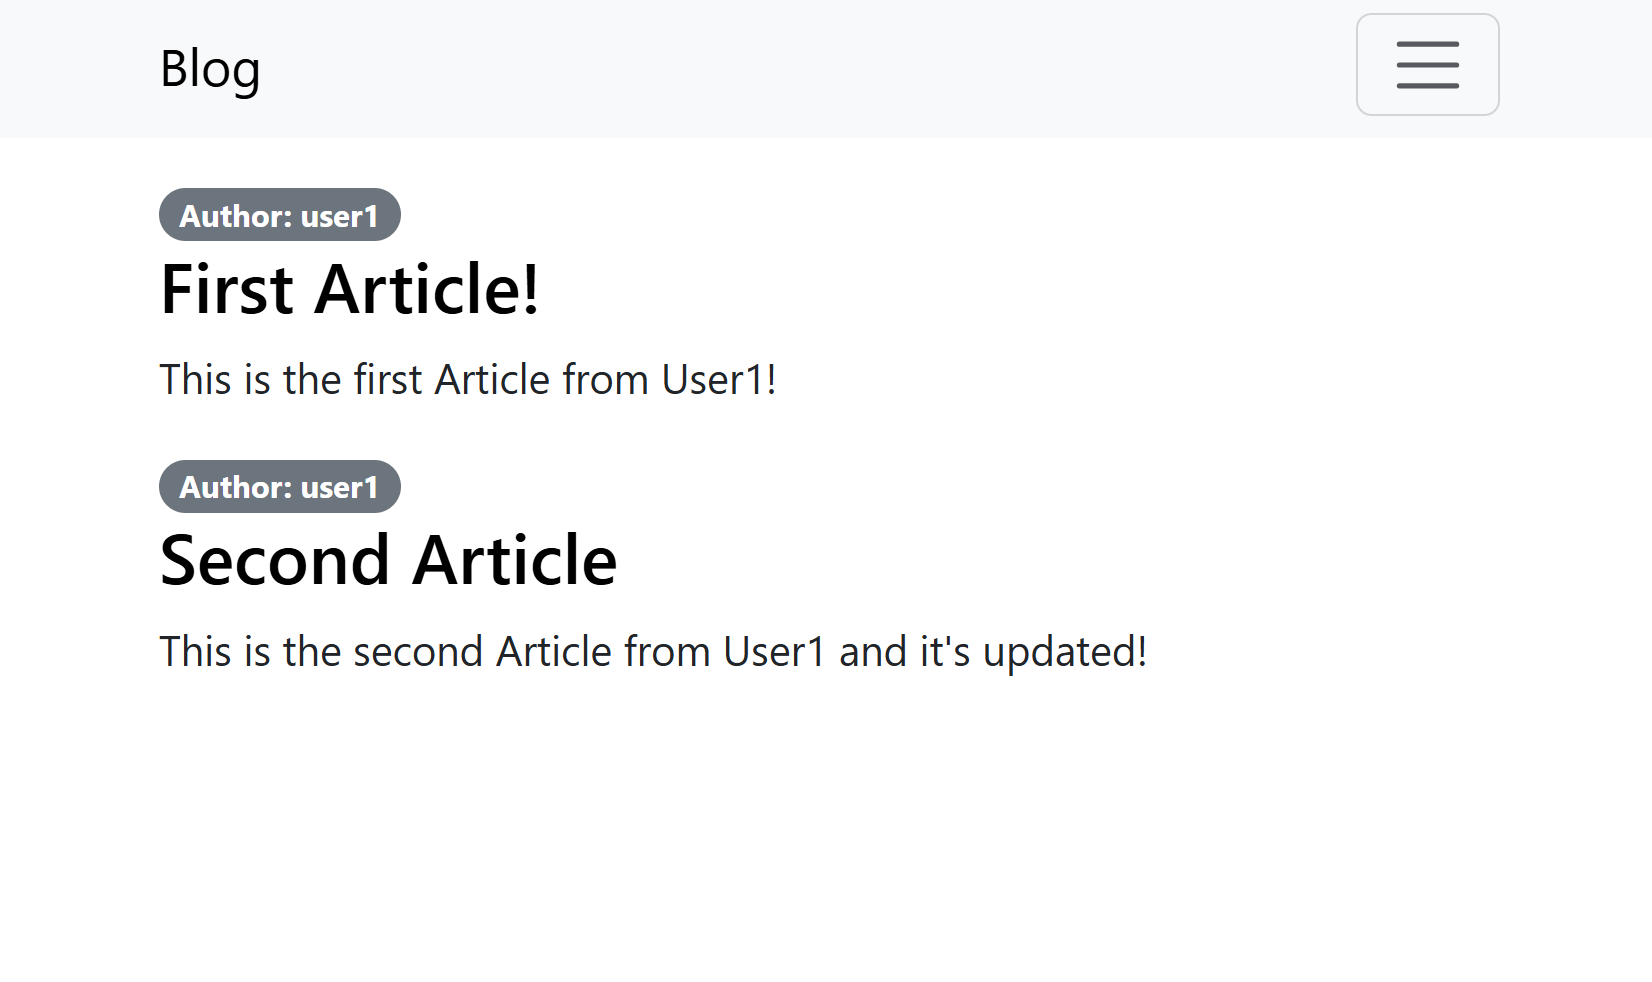 Blog
Author: user1
First Article!
This is the first Article from User1!
Author: user1
Second Article
This is the second Article from User1 and it's updated!